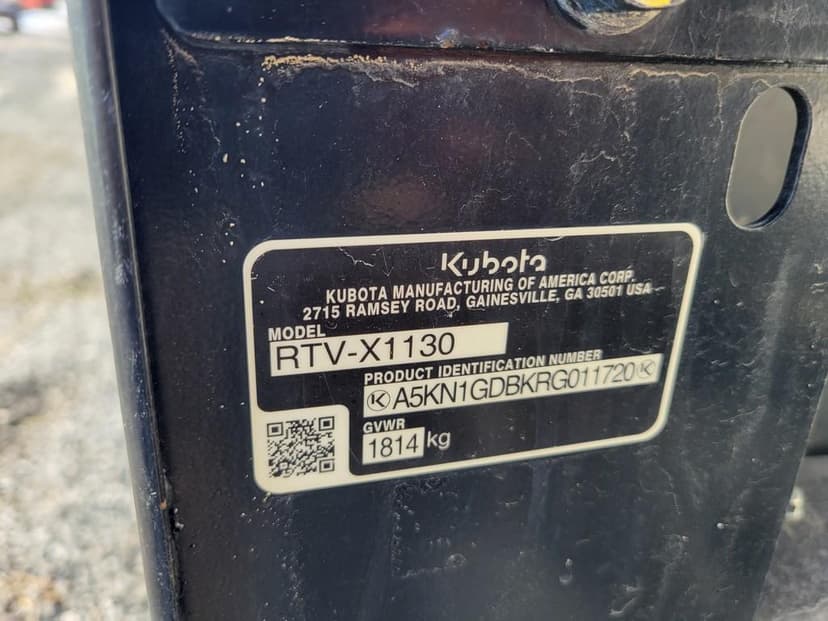 Kubota
KUBOTA MANUFACTURING OF AMERICA CORP.
2715 RAMSEY ROAD, GAINESVILLE, GA 30501 USA
MODEL
RTV-X1130
PRODUCT IDENTIFICATION NUMBER
A5KN1GDBKRG011720
GVWR
1814 kg